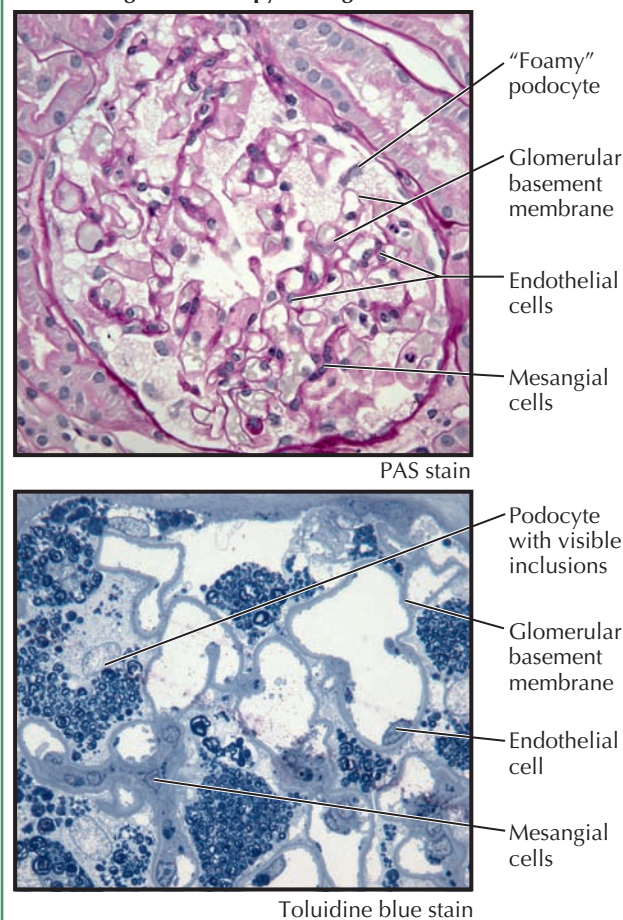 “Foamy”
podocyte
Glomerular
basement
membrane
Endothelial
cells
Mesangial
cells
PAS stain
Podocyte
with visible
inclusions
Glomerular
basement
membrane
Endothelial
cell
Mesangial
cells
Toluidine blue stain